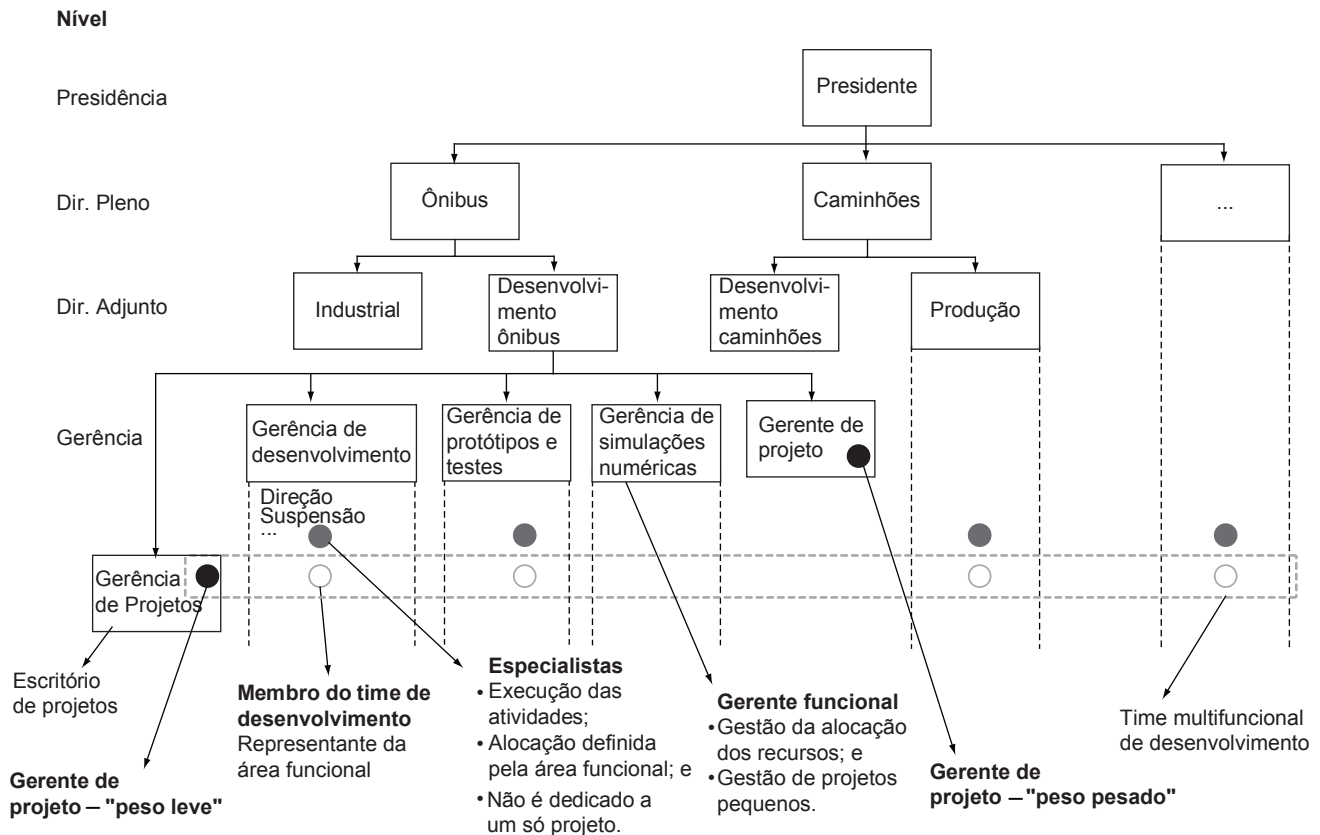 Nível
Presidência
Presidente
Dir. Pleno
Ônibus
Caminhões
...
Dir. Adjunto
Industrial
Desenvolvi-
mento
ônibus
Desenvolvi-
mento
caminhões
Produção
Gerência
Gerência de
desenvolvimento
Gerência de
protótipos e
testes
Gerência de
simulações
numéricas
Gerente de
projeto
Direção
Suspensão
...
Gerência
de Projetos
Escritório
de projetos
Gerente de
projeto – "peso leve"
Membro do time de
desenvolvimento
Representante da
área funcional
Especialistas
• Execução das
atividades;
• Alocação definida
pela área funcional; e
• Não é dedicado a
um só projeto.
Gerente funcional
• Gestão da alocação
dos recursos; e
• Gestão de projetos
pequenos.
Gerente de
projeto – "peso pesado"
Time multifuncional
de desenvolvimento